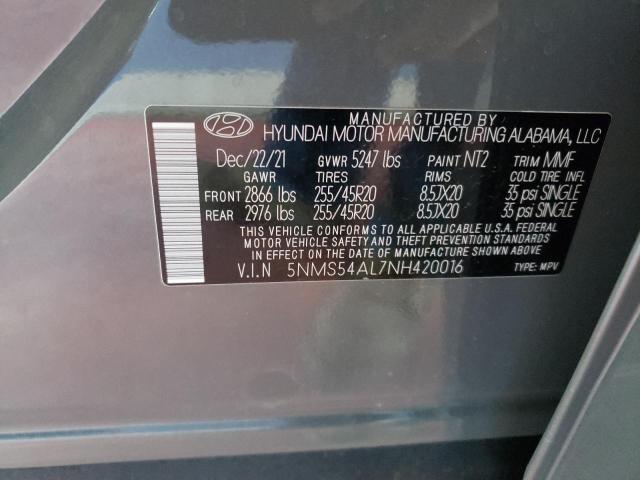 MANUFACTURED BY
HYUNDAI MOTOR MANUFACTURING ALABAMA, LLC
Dec/22/21 GVWR 5247 lbs PAINT NT2 TRIM MMF
GAWR TIRES RIMS COLD TIRE INFL
FRONT 2866 lbs 255/45R20 8.5JX20 35 psi SINGLE
REAR 2976 lbs 255/45R20 8.5JX20 35 psi SINGLE
THIS VEHICLE CONFORMS TO ALL APPLICABLE U.S.A. FEDERAL
MOTOR VEHICLE SAFETY AND THEFT PREVENTION STANDARDS IN
EFFECT ON THE DATE OF MANUFACTURE SHOWN ABOVE.
V.I.N 5NMS54AL7NH420016 TYPE: MPV